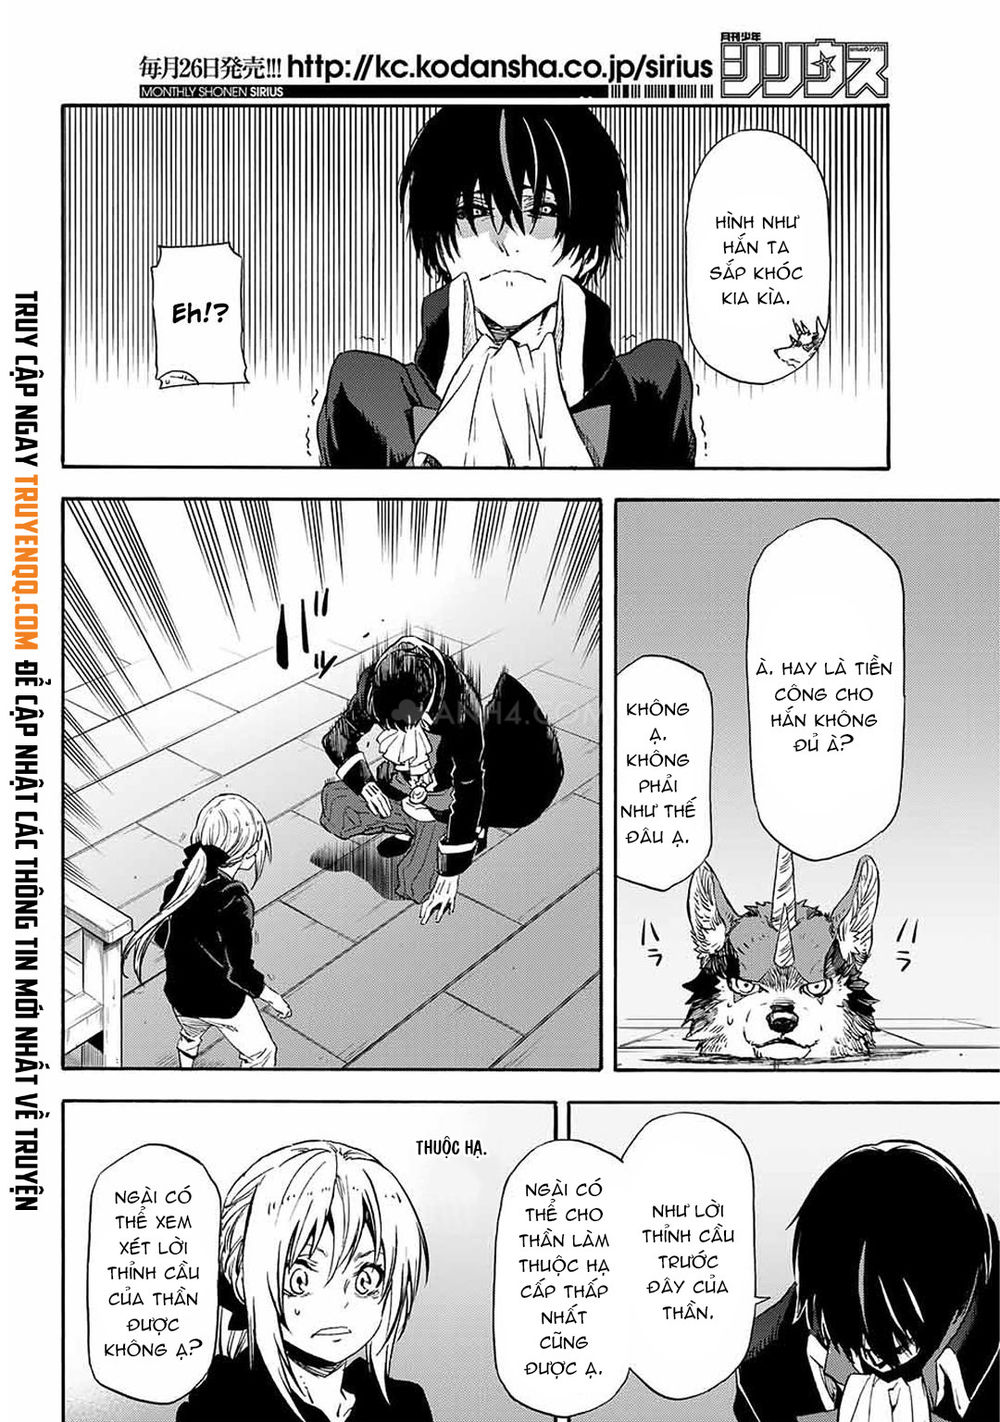 毎月26日発売!!! http://kc.kodansha.co.jp/sirius
月刊少年
シリウス
MONTHLY SHONEN SIRIUS
HÌNH NHƯ
HẮN TA
SẮP KHÓC
KIA KÌA.
Eh!?
À. HAY LÀ TIỀN
CÔNG CHO
HẮN KHÔNG
ĐỦ À?
KHÔNG
Ạ,
KHÔNG
PHẢI
NHƯ THẾ
ĐÂU Ạ.
ANH4.COM
NHƯ LỜI
THỈNH CẦU
TRƯỚC
ĐÂY CỦA
THẦN.
NGÀI CÓ
THỂ CHO
THẦN LÀM
THUỘC HẠ
CẤP THẤP
NHẤT
CŨNG
ĐƯỢC Ạ.
THUỘC HẠ.
NGÀI CÓ
THỂ XEM
XÉT LỜI
THỈNH CẦU
CỦA THẦN
ĐƯỢC
KHÔNG Ạ?
TRUY CẬP NGAY TRUYENQQ.COM ĐỂ CẬP NHẬT CÁC THÔNG TIN MỚI NHẤT VỀ TRUYỆN